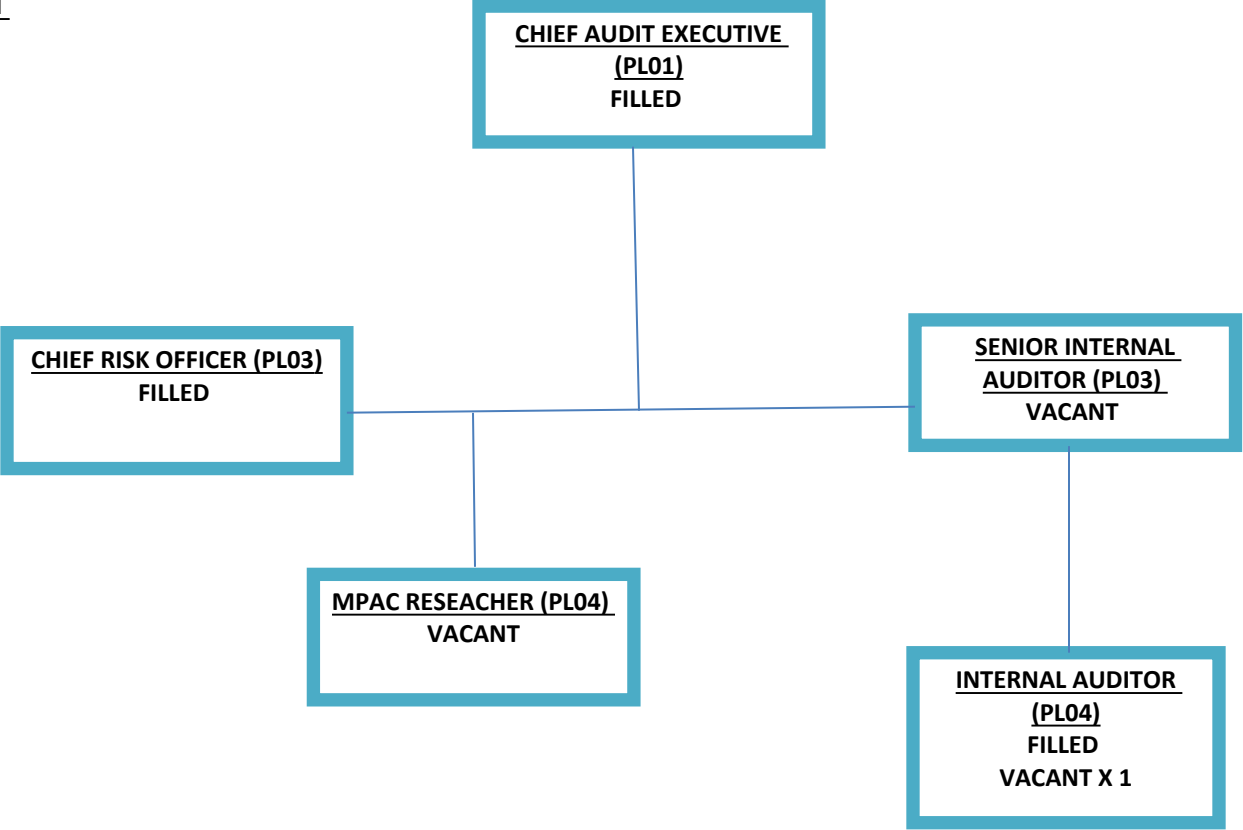 CHIEF AUDIT EXECUTIVE
(PL01)
FILLED
CHIEF RISK OFFICER (PL03)
FILLED
SENIOR INTERNAL
AUDITOR (PL03)
VACANT
MPAC RESEACHER (PL04)
VACANT
INTERNAL AUDITOR
(PL04)
FILLED
VACANT X 1